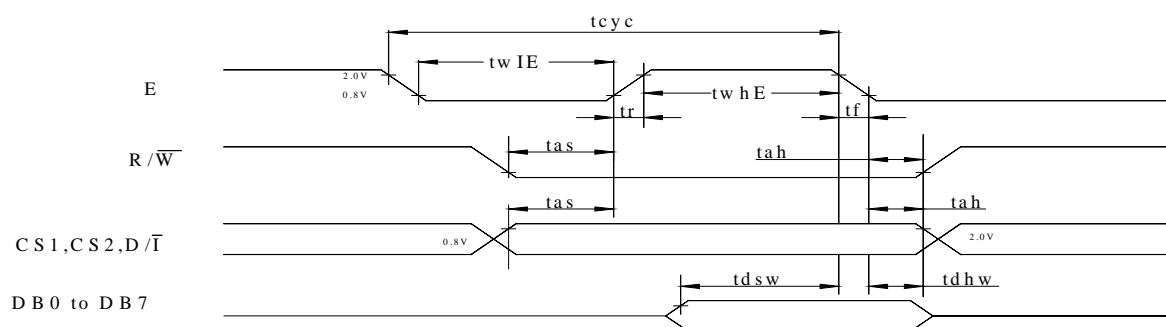 tcyc
twIE
2.0V
E
0.8V
twhE
tr
tf
R/W̅
tas
tah
tas
tah
CS1,CS2,D/I̅
0.8V
2.0V
tdsw
tdhw
DB0 to DB7